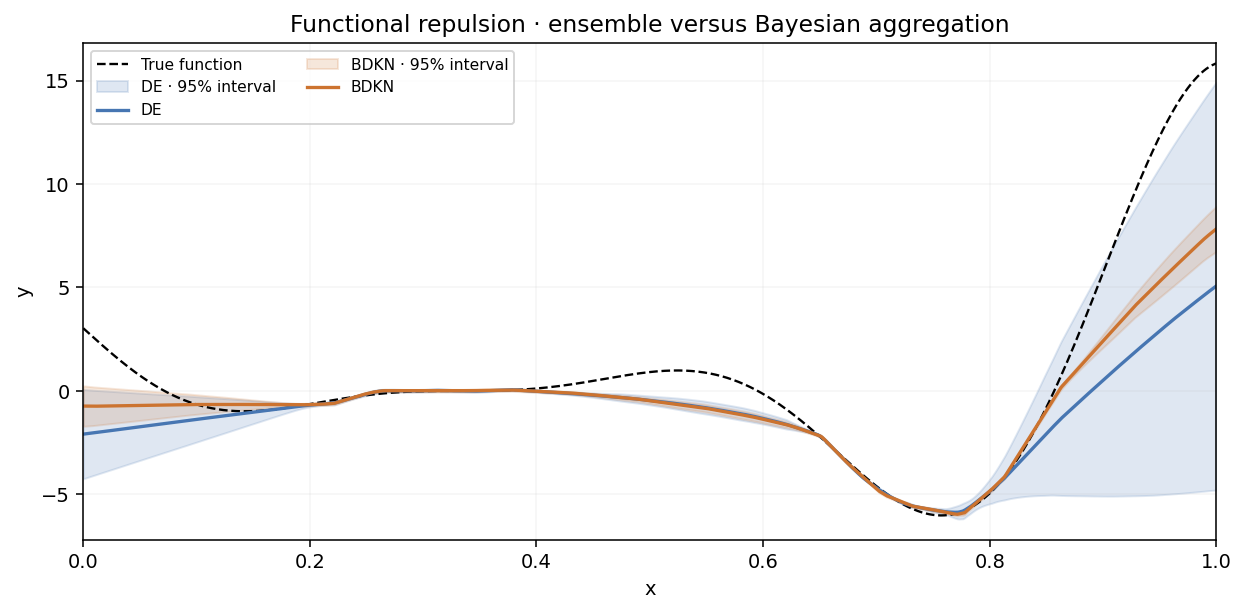 Functional repulsion · ensemble versus Bayesian aggregation
True function
DE · 95% interval
DE
BDKN · 95% interval
BDKN
15
10
5
0
−5
y
0.0 0.2 0.4 0.6 0.8 1.0
x